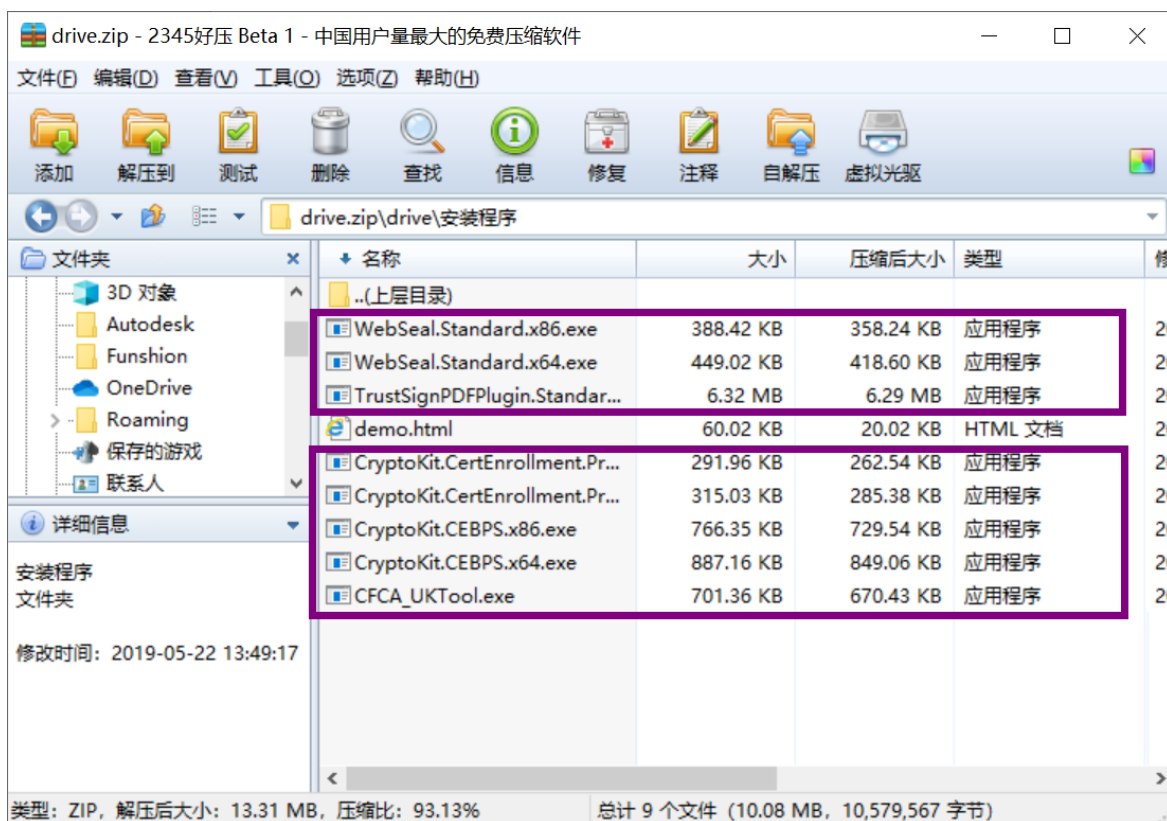 drive.zip - 2345好压 Beta 1 - 中国用户量最大的免费压缩软件
文件(F) 编辑(D) 查看(V) 工具(O) 选项(Z) 帮助(H)
添加 解压到 测试 删除 查找 信息 修复 注释 自解压 虚拟光驱
drive.zip\drive\安装程序
文件夹
3D 对象
Autodesk
Funshion
OneDrive
Roaming
保存的游戏
联系人
详细信息
安装程序
文件夹
修改时间: 2019-05-22 13:49:17
名称 大小 压缩后大小 类型
..(上层目录)
WebSeal.Standard.x86.exe 388.42 KB 358.24 KB 应用程序
WebSeal.Standard.x64.exe 449.02 KB 418.60 KB 应用程序
TrustSignPDFPlugin.Standar... 6.32 MB 6.29 MB 应用程序
demo.html 60.02 KB 20.02 KB HTML 文档
CryptoKit.CertEnrollment.Pr... 291.96 KB 262.54 KB 应用程序
CryptoKit.CertEnrollment.Pr... 315.03 KB 285.38 KB 应用程序
CryptoKit.CEBPS.x86.exe 766.35 KB 729.54 KB 应用程序
CryptoKit.CEBPS.x64.exe 887.16 KB 849.06 KB 应用程序
CFCA_UKTool.exe 701.36 KB 670.43 KB 应用程序
类型: ZIP, 解压后大小: 13.31 MB, 压缩比: 93.13%
总计 9 个文件 (10.08 MB, 10,579,567 字节)